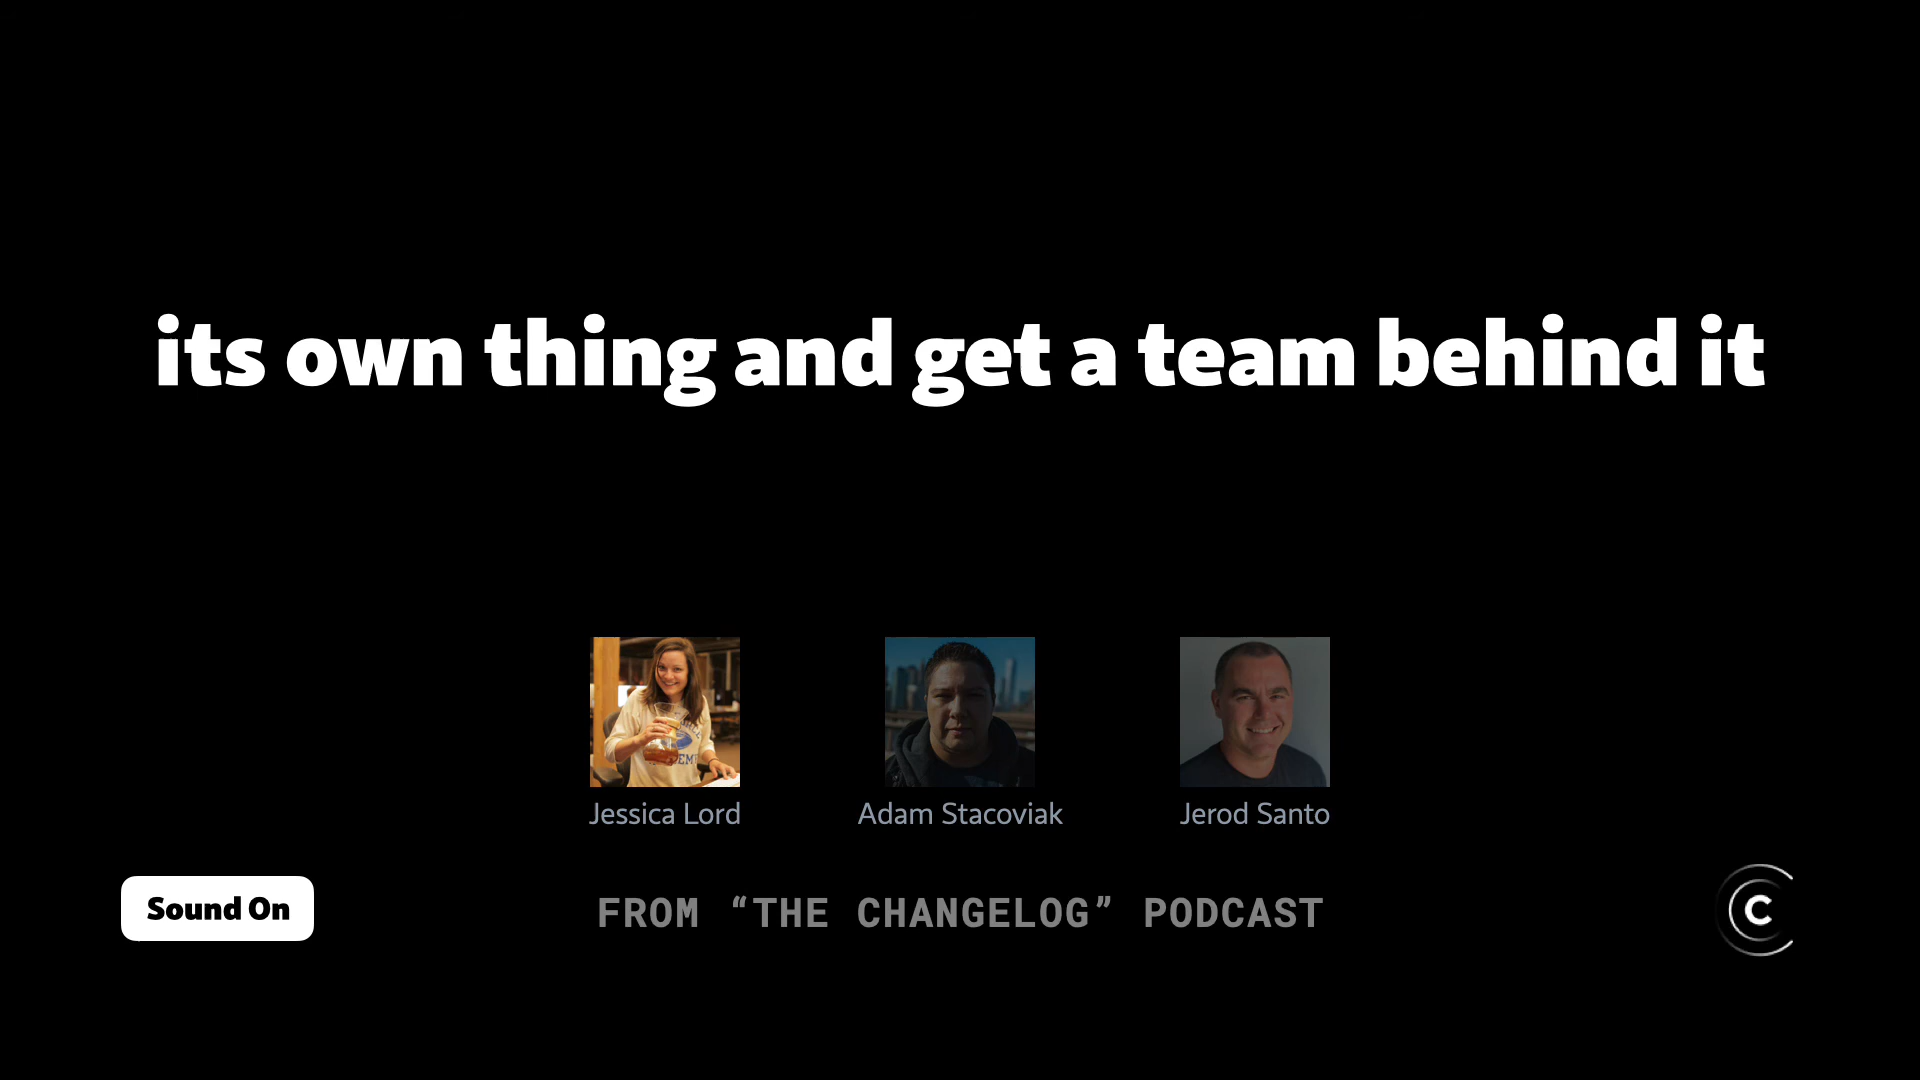 its own thing and get a team behind it
Jessica Lord
Adam Stacoviak
Jerod Santo
Sound On
FROM “THE CHANGELOG” PODCAST
C